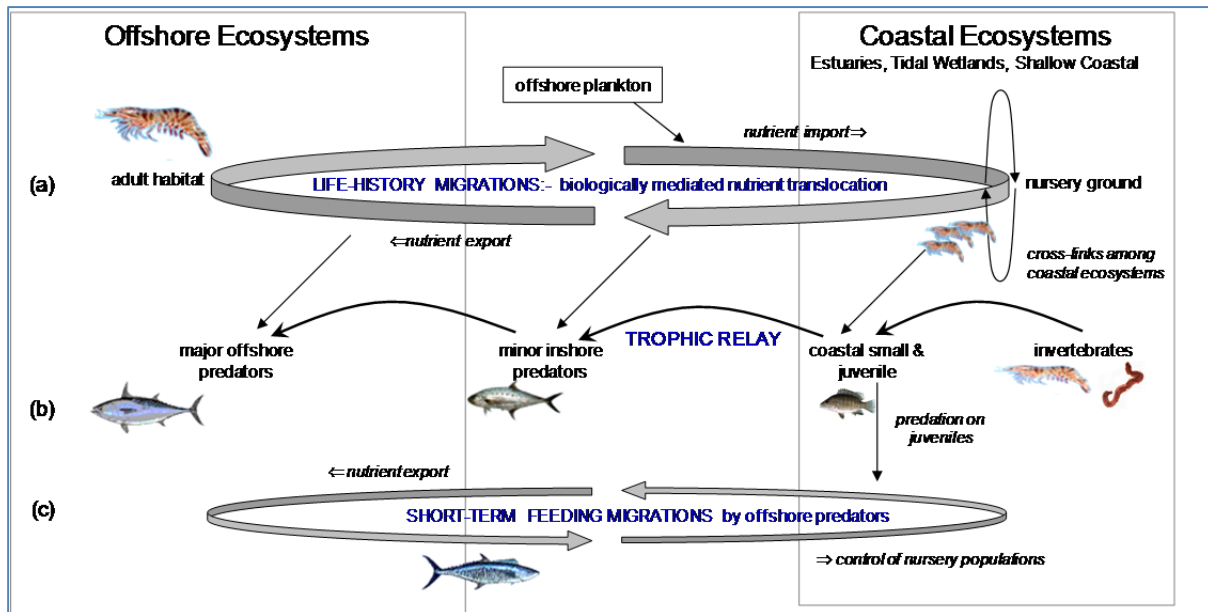 Offshore Ecosystems
Coastal Ecosystems
Estuaries, Tidal Wetlands, Shallow Coastal
offshore plankton
nutrient import⇒
(a)
adult habitat
LIFE-HISTORY MIGRATIONS:- biologically mediated nutrient translocation
nursery ground
⇐nutrient export
cross-links among
coastal ecosystems
TROPHIC RELAY
major offshore
predators
minor inshore
predators
coastal small &
juvenile
invertebrates
(b)
predation on
juveniles
⇐nutrient export
(c)
SHORT-TERM FEEDING MIGRATIONS by offshore predators
⇒ control of nursery populations